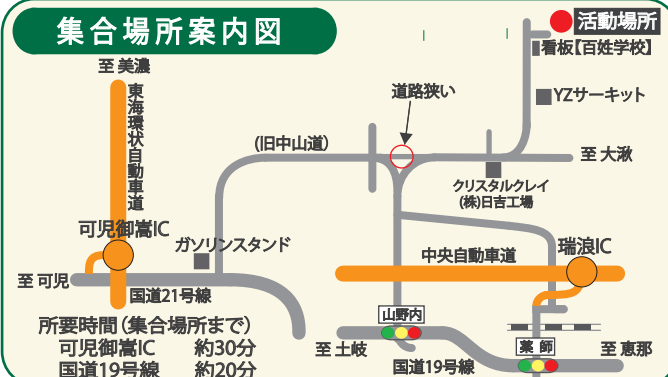 集合場所案内図
活動場所
看板【百姓学校】
至 美濃
東海環状自動車道
道路狭い
YZサーキット
(旧中山道)
至 大湫
クリスタルクレイ
(株)日吉工場
可児御嵩IC
ガソリンスタンド
中央自動車道
瑞浪IC
至 可児
国道21号線
山野内
所要時間(集合場所まで)
可児御嵩IC 約30分
国道19号線 約20分
至 土岐
国道19号線
薬 師
至 恵那